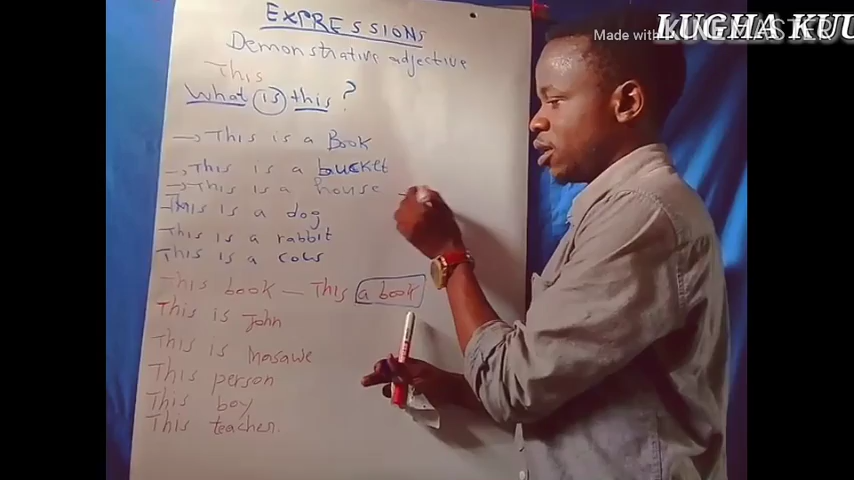 LUGHA KUU
Made with KINEMASTER
EXPRESSIONS
Demonstrative adjective
This
What is this?
→ This is a Book
→ This is a bucket
→ This is a house
This is a dog
This is a rabbit
This is a cow
This book — This a book
This is John
This is Masawe
This person
This boy
This teacher.